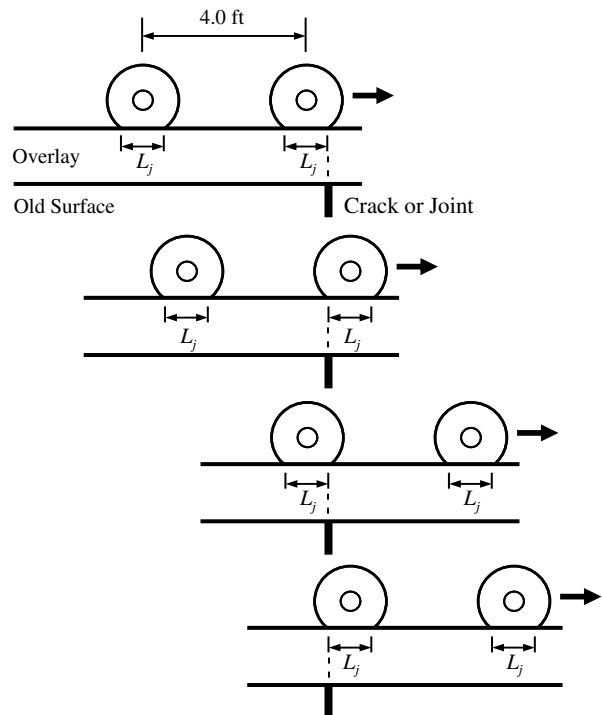 4.0 ft
Overlay
L_j L_j
Old Surface
Crack or Joint
L_j L_j
L_j L_j
L_j L_j